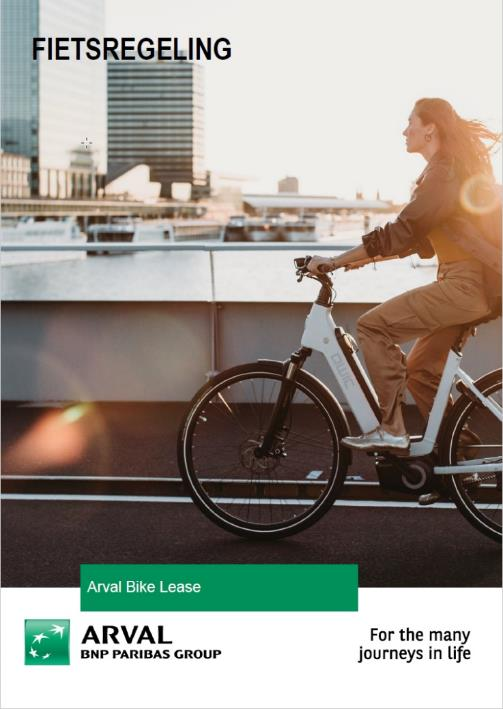 FIETSREGELING
Arval Bike Lease
ARVAL
BNP PARIBAS GROUP
For the many
journeys in life